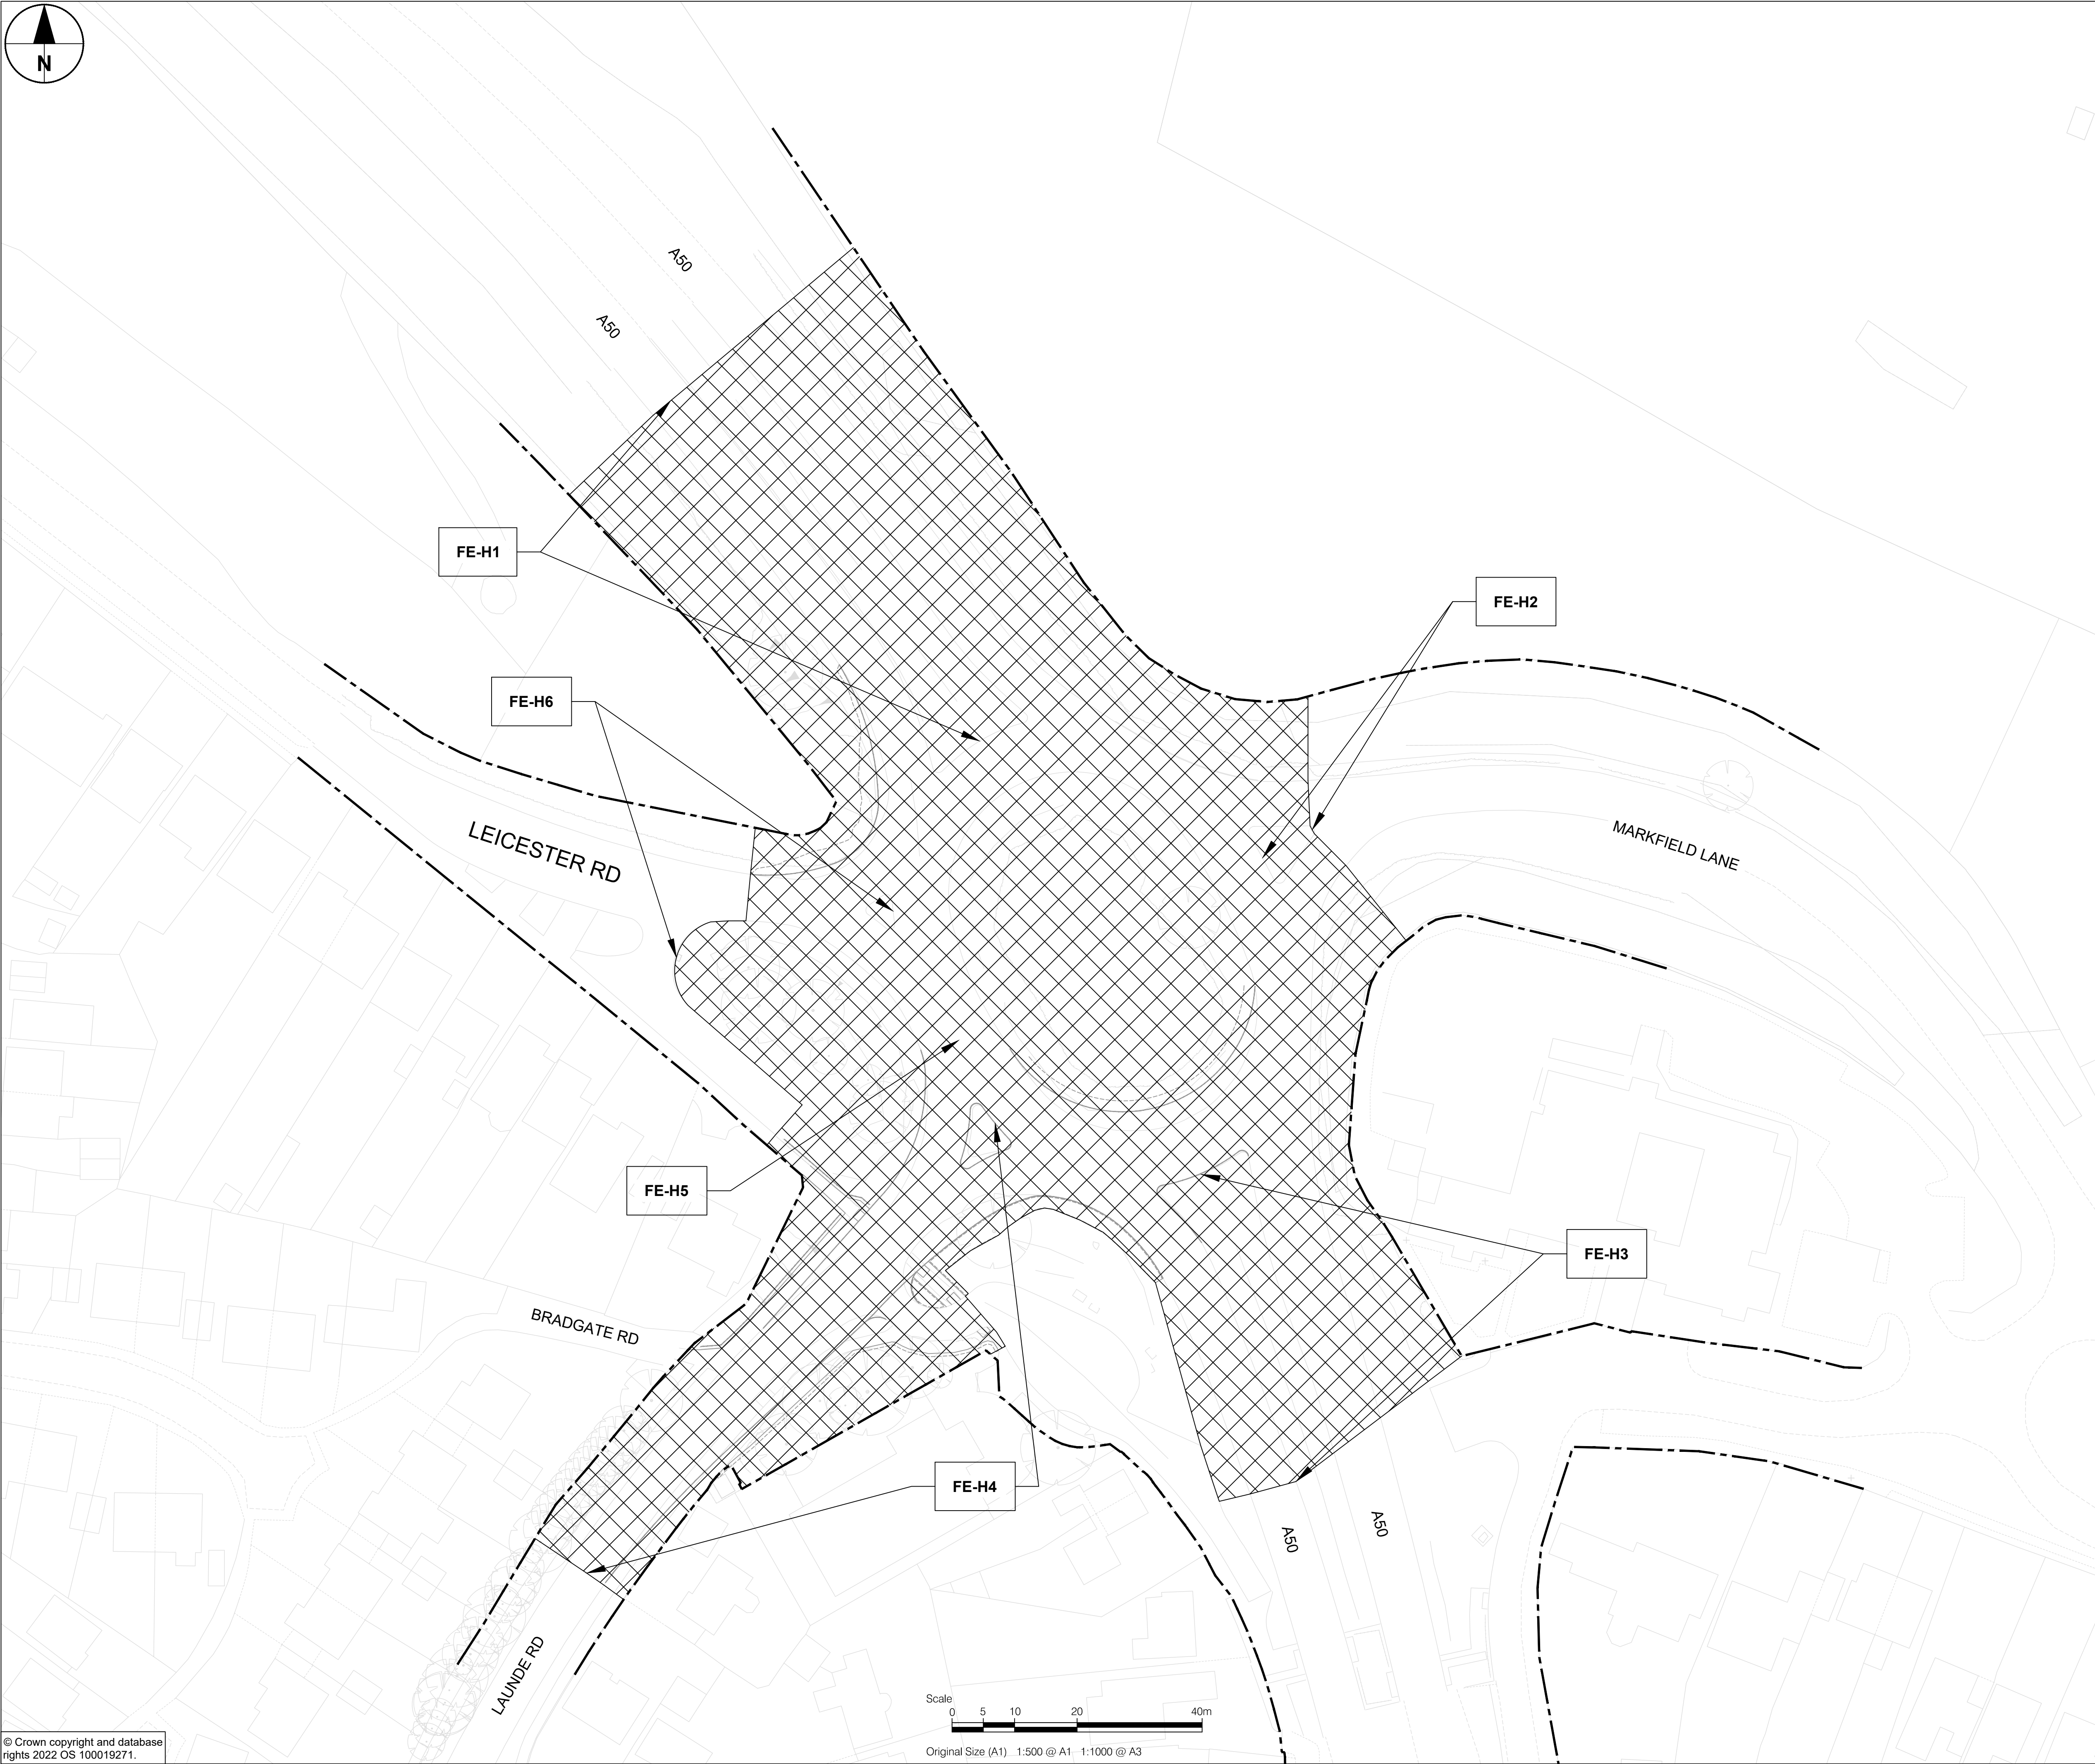 N
A50
A50
FE-H1
FE-H2
FE-H6
LEICESTER RD
MARKFIELD LANE
FE-H5
FE-H3
BRADGATE RD
FE-H4
A50
A50
LAUNDE RD
Scale
0 5 10 20 40m
Original Size (A1) 1:500 @ A1 1:1000 @ A3
© Crown copyright and database
rights 2022 OS 100019271.